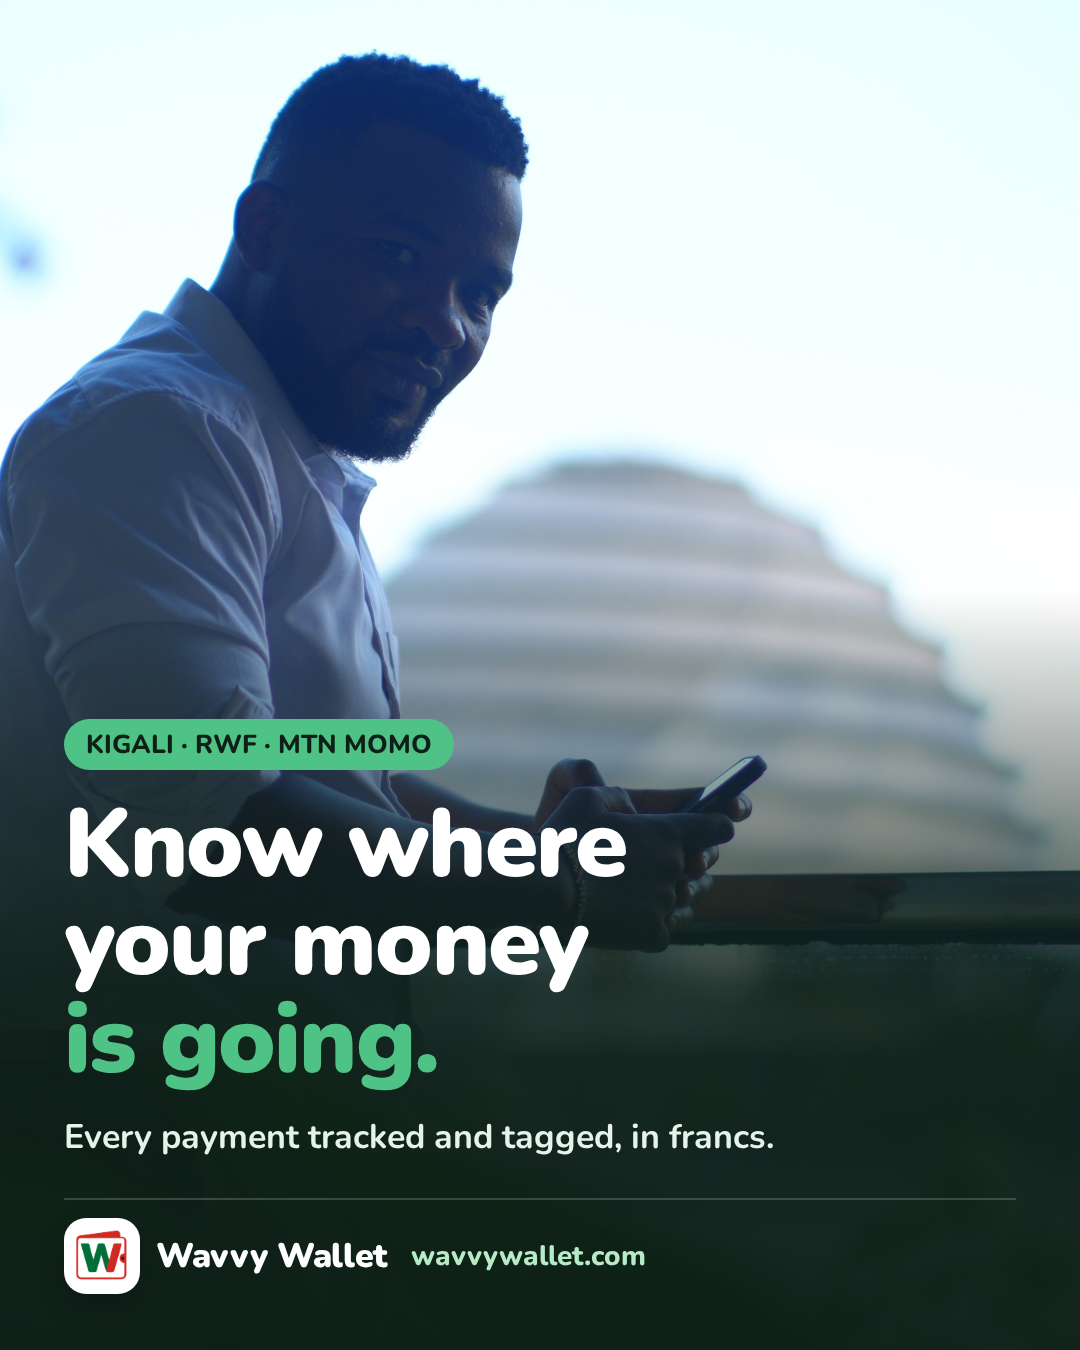 KIGALI · RWF · MTN MOMO
Know where
your money
is going.
Every payment tracked and tagged, in francs.
W
Wavvy Wallet wavvywallet.com